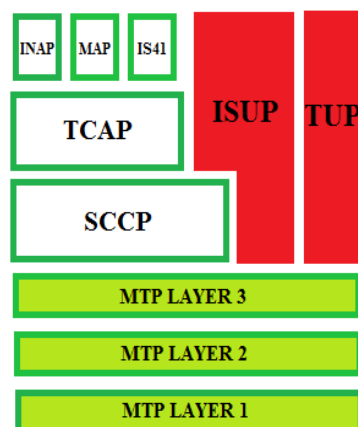 INAP MAP IS41
ISUP TUP
TCAP
SCCP
MTP LAYER 3
MTP LAYER 2
MTP LAYER 1